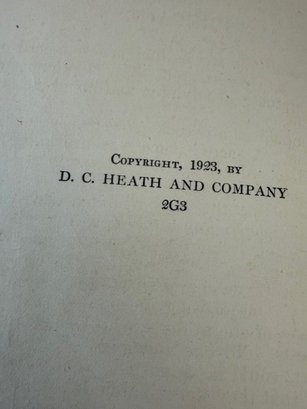 Copyright, 1923, by
D. C. HEATH AND COMPANY
2G3